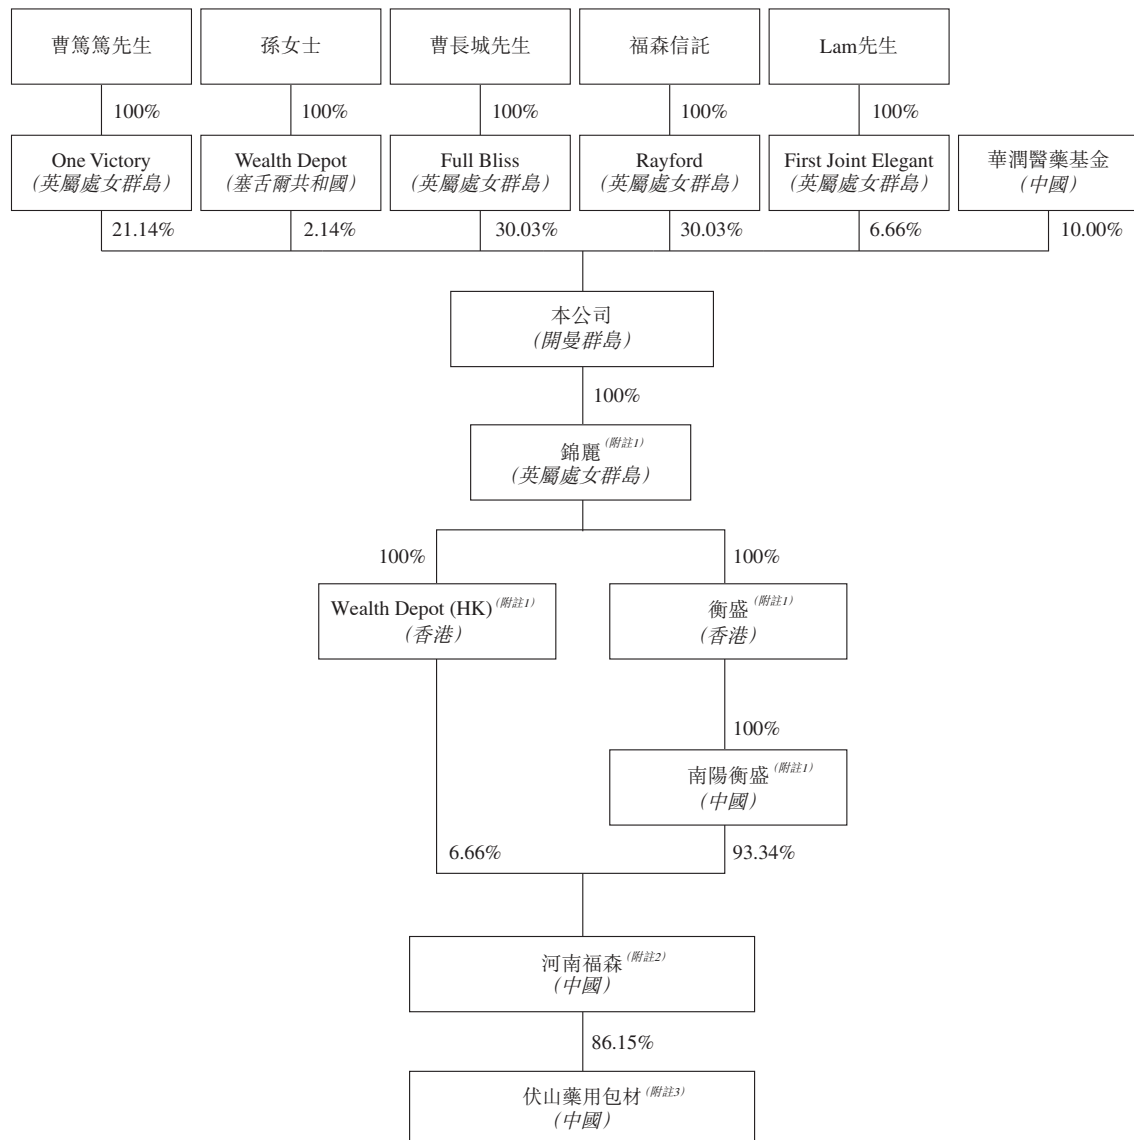 曹篤篤先生
孫女士
曹長城先生
福森信託
Lam先生
100%
100%
100%
100%
100%
One Victory
(英屬處女群島)
Wealth Depot
(塞舌爾共和國)
Full Bliss
(英屬處女群島)
Rayford
(英屬處女群島)
First Joint Elegant
(英屬處女群島)
華潤醫藥基金
(中國)
21.14%
2.14%
30.03%
30.03%
6.66%
10.00%
本公司
(開曼群島)
100%
錦麗(附註1)
(英屬處女群島)
100%
100%
Wealth Depot (HK)(附註1)
(香港)
衡盛(附註1)
(香港)
100%
南陽衡盛(附註1)
(中國)
6.66%
93.34%
河南福森(附註2)
(中國)
86.15%
伏山藥用包材(附註3)
(中國)